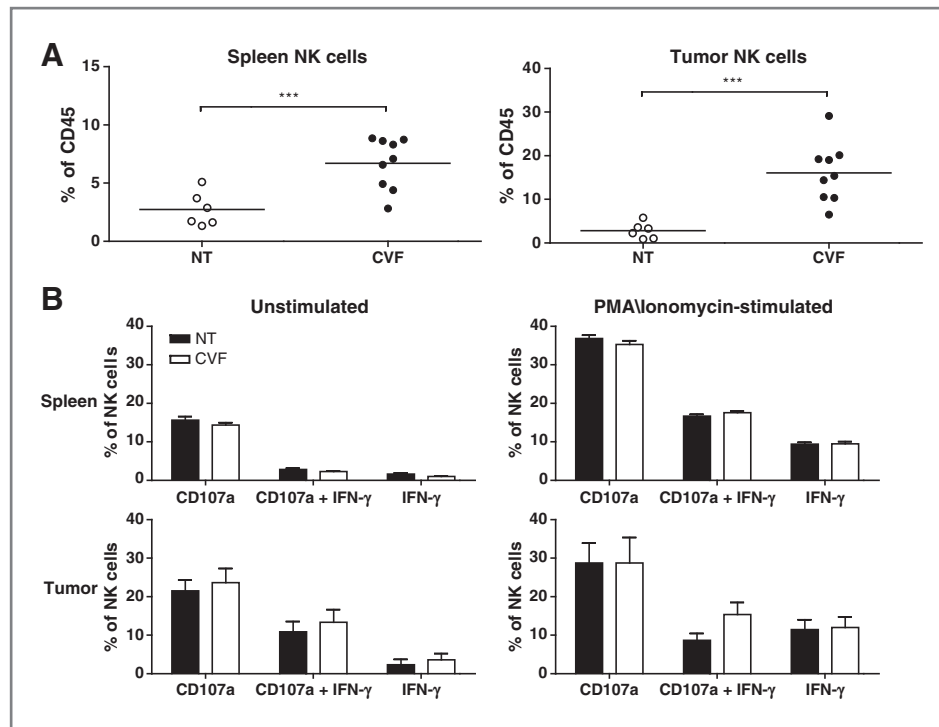 A
Spleen NK cells
15
10
5
0
% of CD45
***
NT
CVF
Tumor NK cells
40
30
20
10
0
% of CD45
***
NT
CVF
B
Unstimulated
40
30
20
10
0
% of NK cells
NT
CVF
Spleen
CD107a
CD107a + IFN-γ
IFN-γ
PMA\Ionomycin-stimulated
40
30
20
10
0
% of NK cells
CD107a
CD107a + IFN-γ
IFN-γ
Tumor
40
30
20
10
0
% of NK cells
CD107a
CD107a + IFN-γ
IFN-γ
40
30
20
10
0
% of NK cells
CD107a
CD107a + IFN-γ
IFN-γ